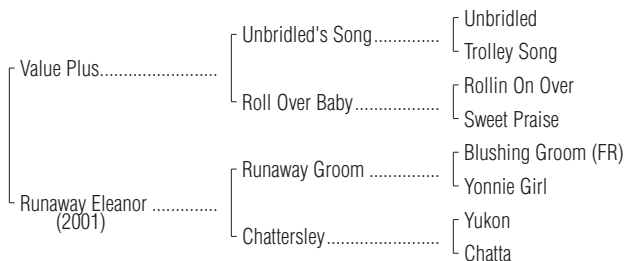 Unbridled
Unbridled's Song..............
Trolley Song
Value Plus........................
Rollin On Over
Roll Over Baby .................
Sweet Praise
Blushing Groom (FR)
Runaway Groom ..............
Yonnie Girl
Runaway Eleanor .............
(2001)
Yukon
Chattersley.......................
Chatta